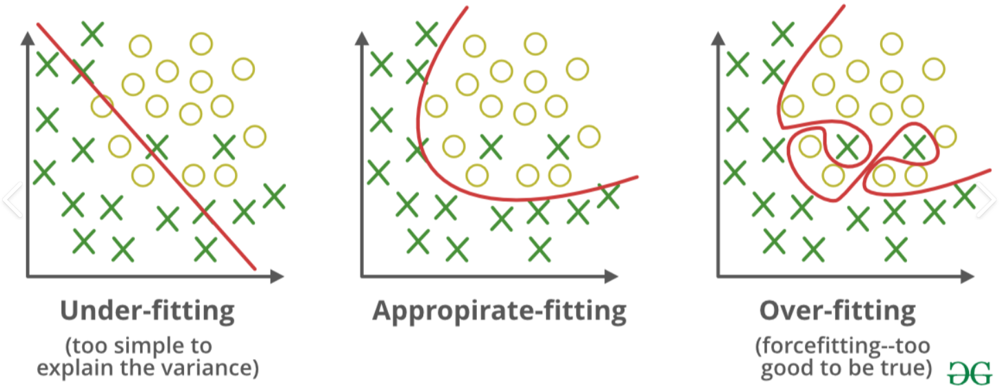 Under-fitting
(too simple to
explain the variance)
Appropirate-fitting
Over-fitting
(forcefitting--too
good to be true)